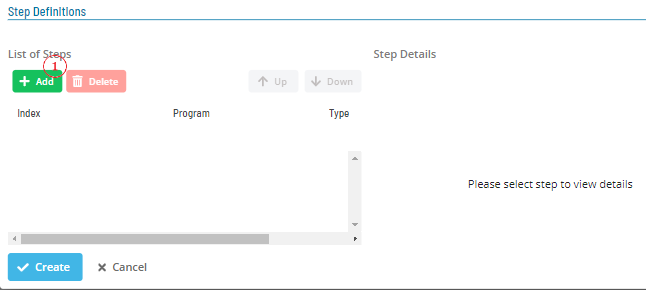 Step Definitions
List of Steps
Step Details
1
Add
Delete
Up
Down
Index Program Type
Please select step to view details
Create
Cancel